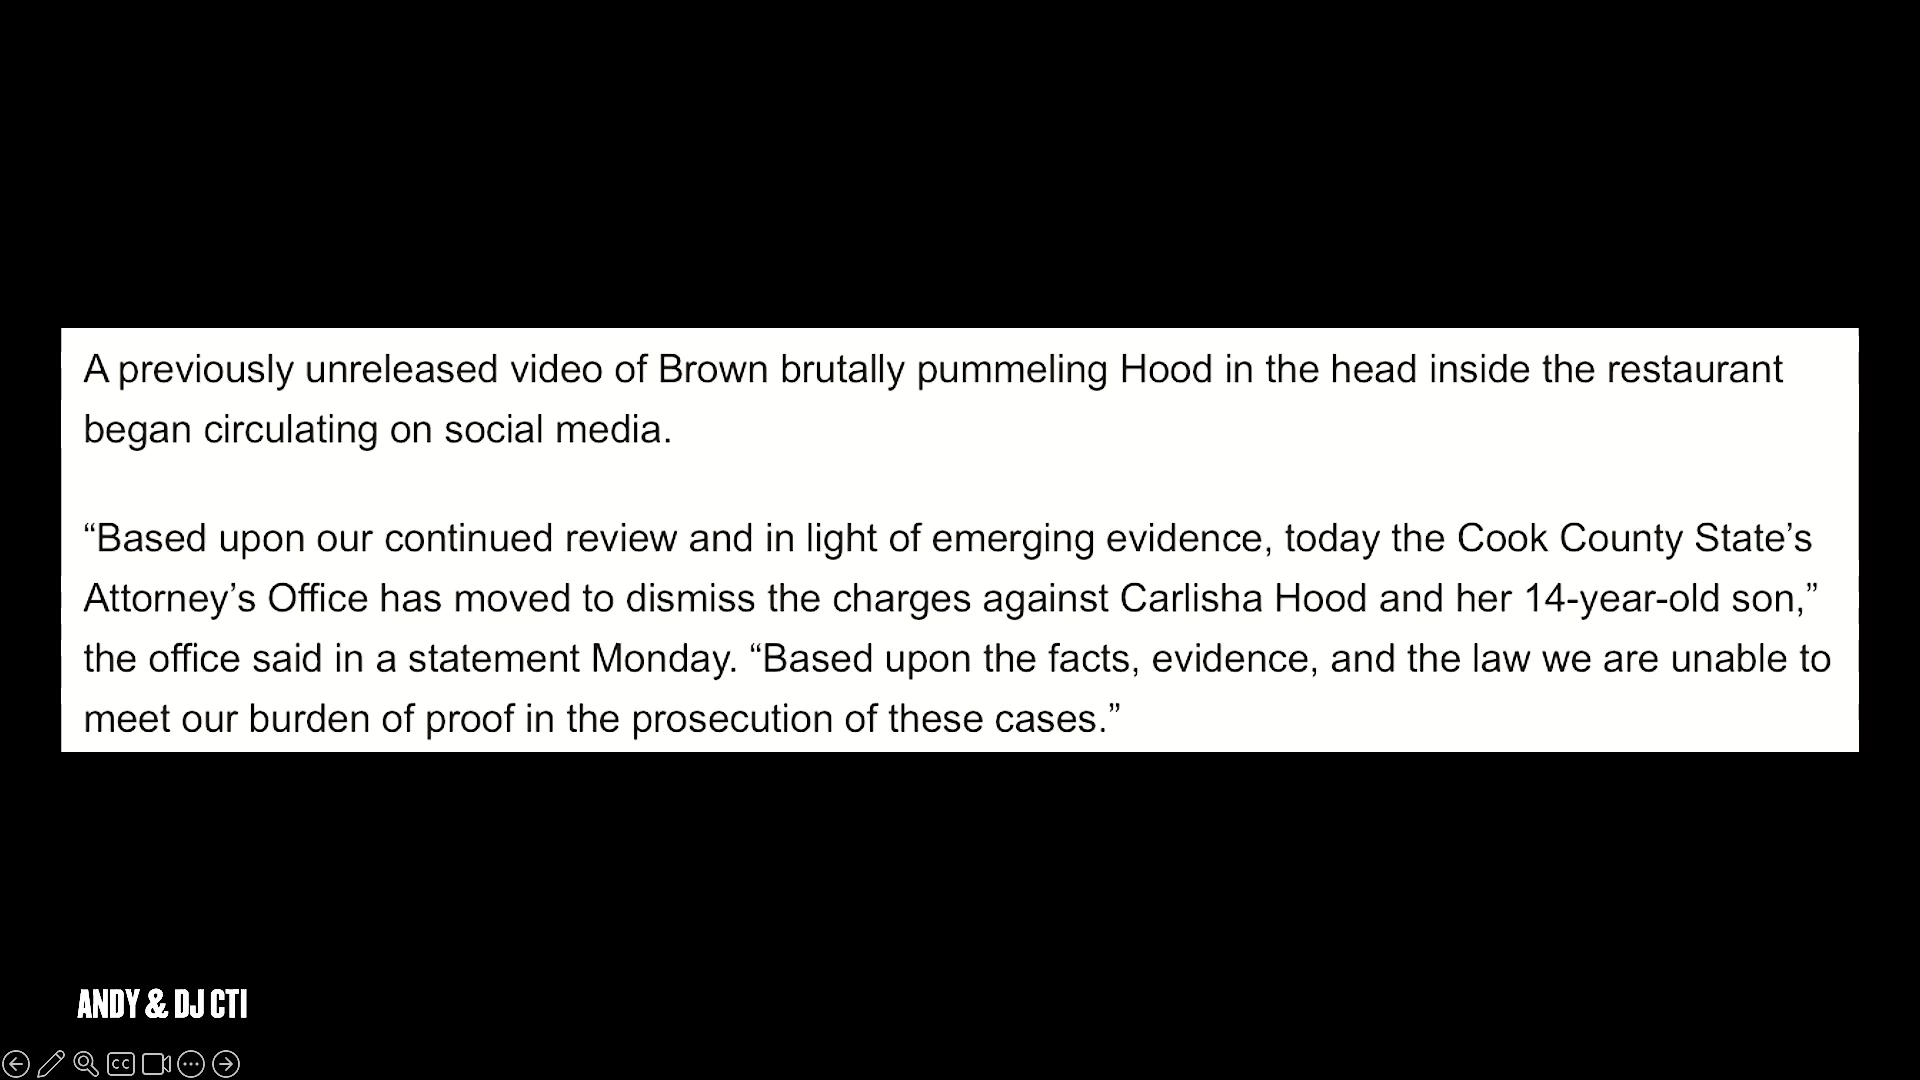 A previously unreleased video of Brown brutally pummeling Hood in the head inside the restaurant
began circulating on social media.
“Based upon our continued review and in light of emerging evidence, today the Cook County State’s
Attorney’s Office has moved to dismiss the charges against Carlisha Hood and her 14-year-old son,”
the office said in a statement Monday. “Based upon the facts, evidence, and the law we are unable to
meet our burden of proof in the prosecution of these cases.”
ANDY & DJ CTI
CC